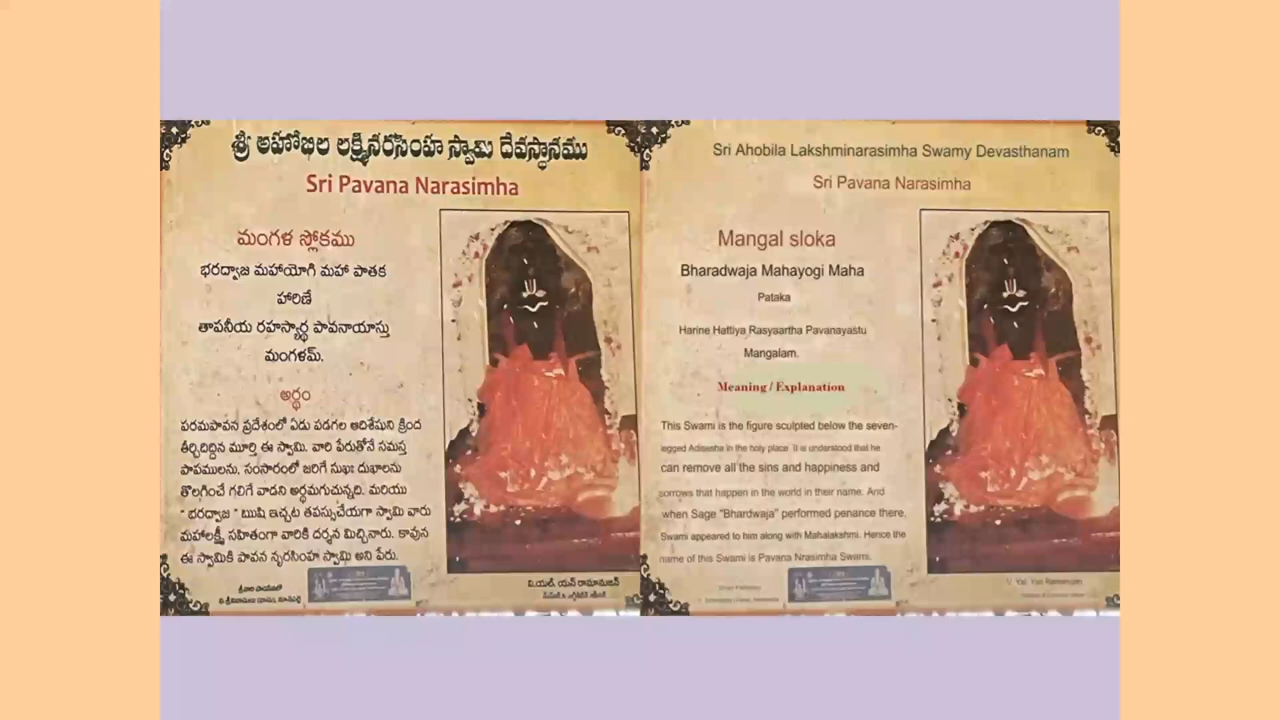 శ్రీ అహోభిల లక్ష్మినరసింహ స్వామి దేవస్థానము
Sri Pavana Narasimha
మంగళ స్లోకము
భరద్వాజ మహాయోగి మహా పాతక
హారిణే
తాపనీయ రహస్యార్థ పావనాయాస్తు
మంగళమ్.
అర్థం
పరమపావన ప్రదేశంలో ఏడు పడగల ఆదిశేషుని క్రింద
తీర్చిదిద్దిన మూర్తి ఈ స్వామి. వారి పేరుతోనే సమస్త
పాపములను, సంసారంలో జరిగే సుఖః దుఖాలను
తొలగించే గలిగే వాడని అర్థమగుచున్నది. మరియు
" భరద్వాజ " ఋషి ఇచ్చట తపస్సుచేయగా స్వామి వారు
మహాలక్ష్మీ సహితంగా వారికి దర్శన మిచ్చినారు. కావున
ఈ స్వామికి పావన నృరసింహ స్వామి అని పేరు.
వి.యల్. యన్ రామానుజన్
Sri Ahobila Lakshminarasimha Swamy Devasthanam
Sri Pavana Narasimha
Mangal sloka
Bharadwaja Mahayogi Maha
Pataka
Harine Hattiya Rasyaartha Pavanayastu
Mangalam.
Meaning / Explanation
This Swami is the figure sculpted below the seven-
legged Adisesha in the holy place. It is understood that he
can remove all the sins and happiness and
sorrows that happen in the world in their name. And
when Sage "Bhardwaja" performed penance there,
Swami appeared to him along with Mahalakshmi. Hence the
name of this Swami is Pavana Nrasimha Swami.